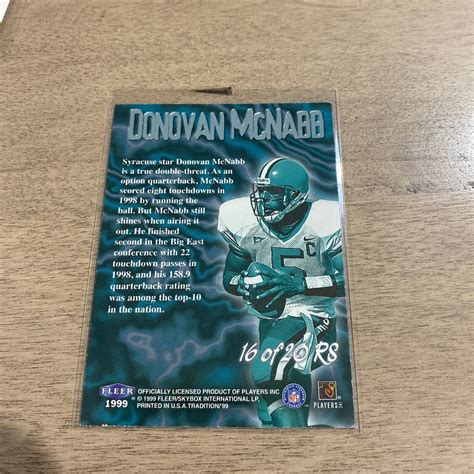 DONOVAN MCNABB
Syracuse star Donovan McNabb
is a true double-threat. As an
option quarterback, McNabb
scored eight touchdowns in
1998 by running the
ball. But McNabb still
shines when airing it
out. He finished
second in the Big East
conference with 22
touchdown passes in
1998, and his 158.9
quarterback rating
was among the top-10
in the nation.
5
C
16 of 20 RS
FLEER
1999
OFFICIALLY LICENSED PRODUCT OF PLAYERS INC
© 1999 FLEER/SKYBOX INTERNATIONAL LP.
PRINTED IN U.S.A. TRADITION '99
PLAYERS